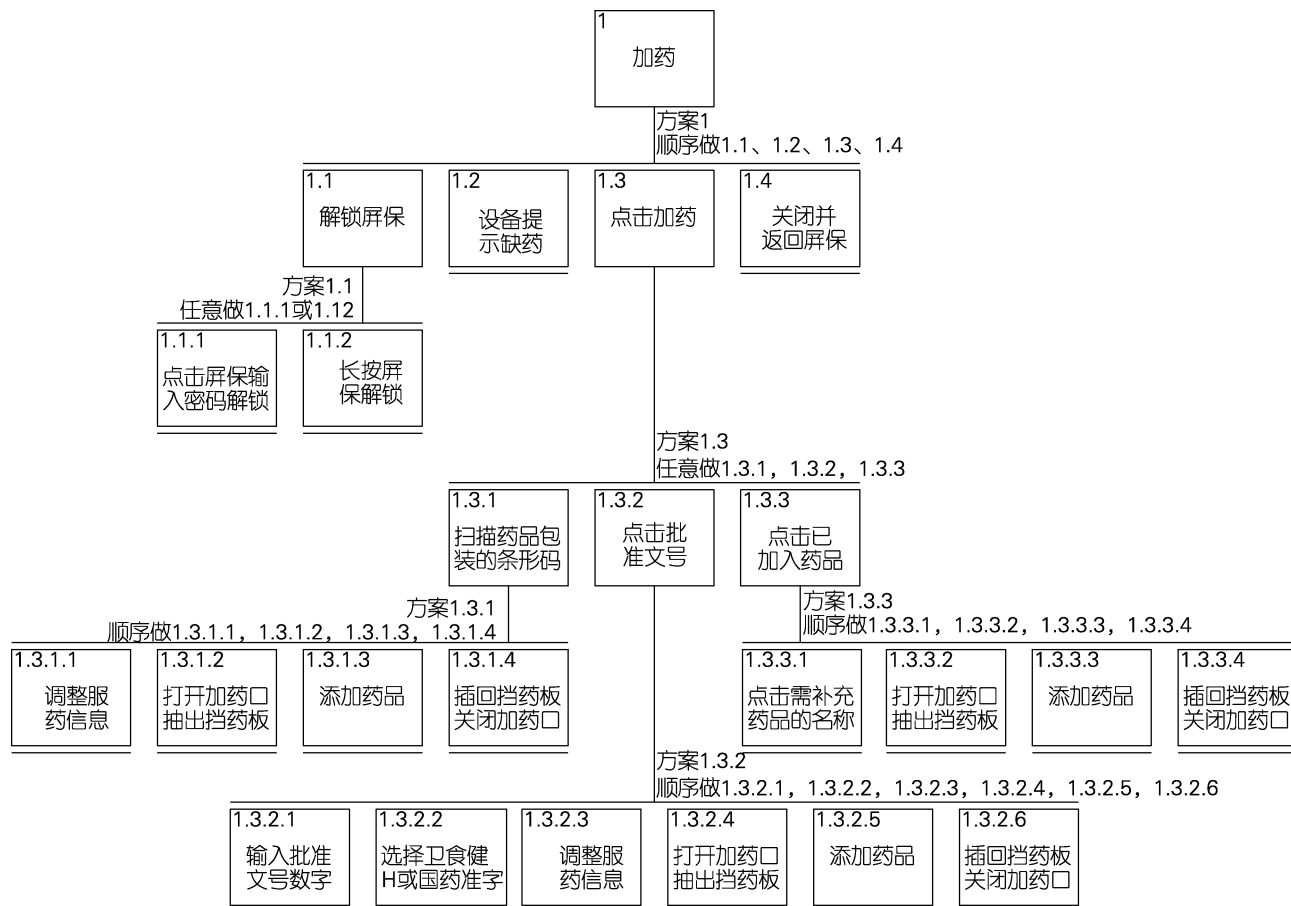 1
加药
方案1
顺序做1.1、1.2、1.3、1.4
1.1
解锁屏保
1.2
设备提
示缺药
1.3
点击加药
1.4
关闭并
返回屏保
方案1.1
任意做1.1.1或1.12
1.1.1
点击屏保输
入密码解锁
1.1.2
长按屏
保解锁
方案1.3
任意做1.3.1，1.3.2，1.3.3
1.3.1
扫描药品包
装的条形码
1.3.2
点击批
准文号
1.3.3
点击已
加入药品
方案1.3.1
顺序做1.3.1.1，1.3.1.2，1.3.1.3，1.3.1.4
方案1.3.3
顺序做1.3.3.1，1.3.3.2，1.3.3.3，1.3.3.4
1.3.1.1
调整服
药信息
1.3.1.2
打开加药口
抽出挡药板
1.3.1.3
添加药品
1.3.1.4
插回挡药板
关闭加药口
1.3.3.1
点击需补充
药品的名称
1.3.3.2
打开加药口
抽出挡药板
1.3.3.3
添加药品
1.3.3.4
插回挡药板
关闭加药口
方案1.3.2
顺序做1.3.2.1，1.3.2.2，1.3.2.3，1.3.2.4，1.3.2.5，1.3.2.6
1.3.2.1
输入批准
文号数字
1.3.2.2
选择卫食健
H或国药准字
1.3.2.3
调整服
药信息
1.3.2.4
打开加药口
抽出挡药板
1.3.2.5
添加药品
1.3.2.6
插回挡药板
关闭加药口